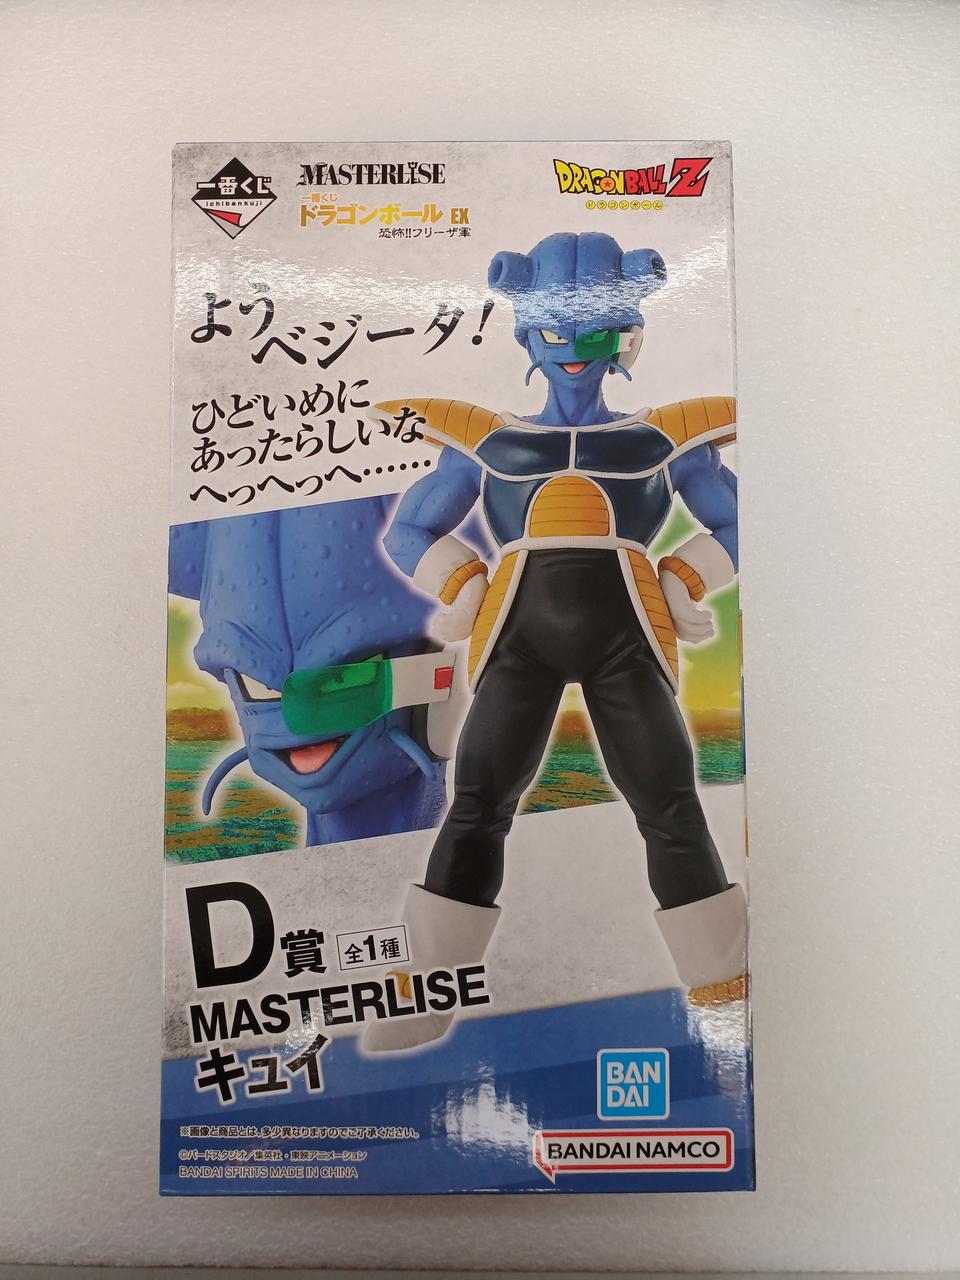 一番くじ
ichibankuji
MASTERLISE
一番くじ
ドラゴンボール EX
恐怖!!フリーザ軍
DRAGONBALL Z
ドラゴンボール
よう
ベジータ!
ひどいめに
あったらしいな
へっへっへ……
D賞 全1種
MASTERLISE
キュイ
BAN
DAI
※画像と商品とは、多少異なりますのでご了承ください。
©バードスタジオ/集英社・東映アニメーション
BANDAI SPIRITS MADE IN CHINA
BANDAI NAMCO